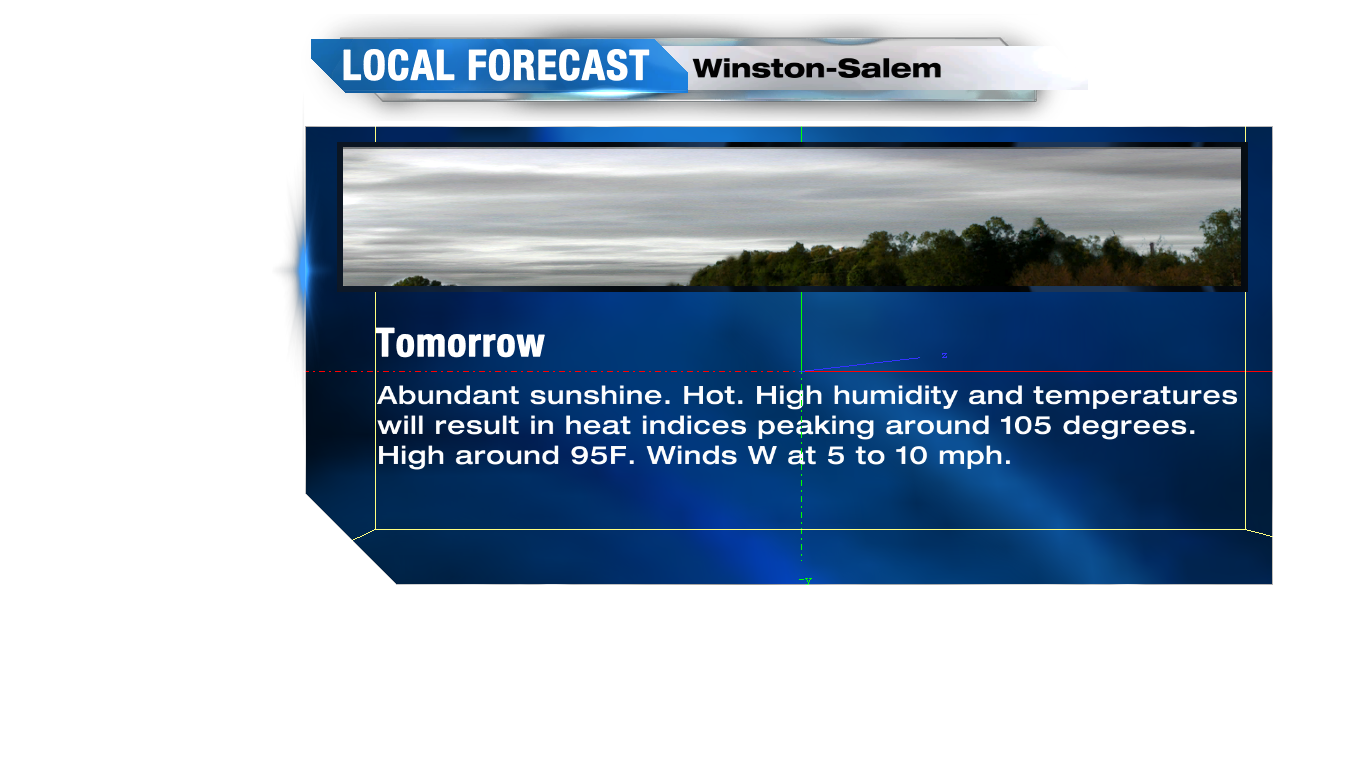 LOCAL FORECAST Winston-Salem
Tomorrow
Abundant sunshine. Hot. High humidity and temperatures
will result in heat indices peaking around 105 degrees.
High around 95F. Winds W at 5 to 10 mph.
z
-Y